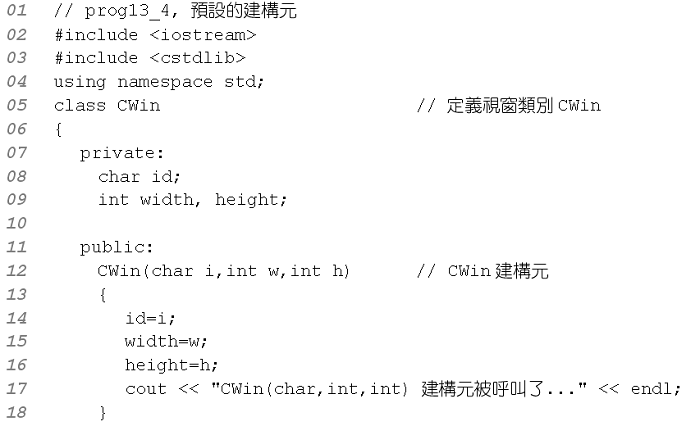 01 // prog13_4, 預設的建構元
02 #include <iostream>
03 #include <cstdlib>
04 using namespace std;
05 class CWin // 定義視窗類別 CWin
06 {
07 private:
08 char id;
09 int width, height;
10
11 public:
12 CWin(char i,int w,int h) // CWin 建構元
13 {
14 id=i;
15 width=w;
16 height=h;
17 cout << "CWin(char,int,int) 建構元被呼叫了..." << endl;
18 }